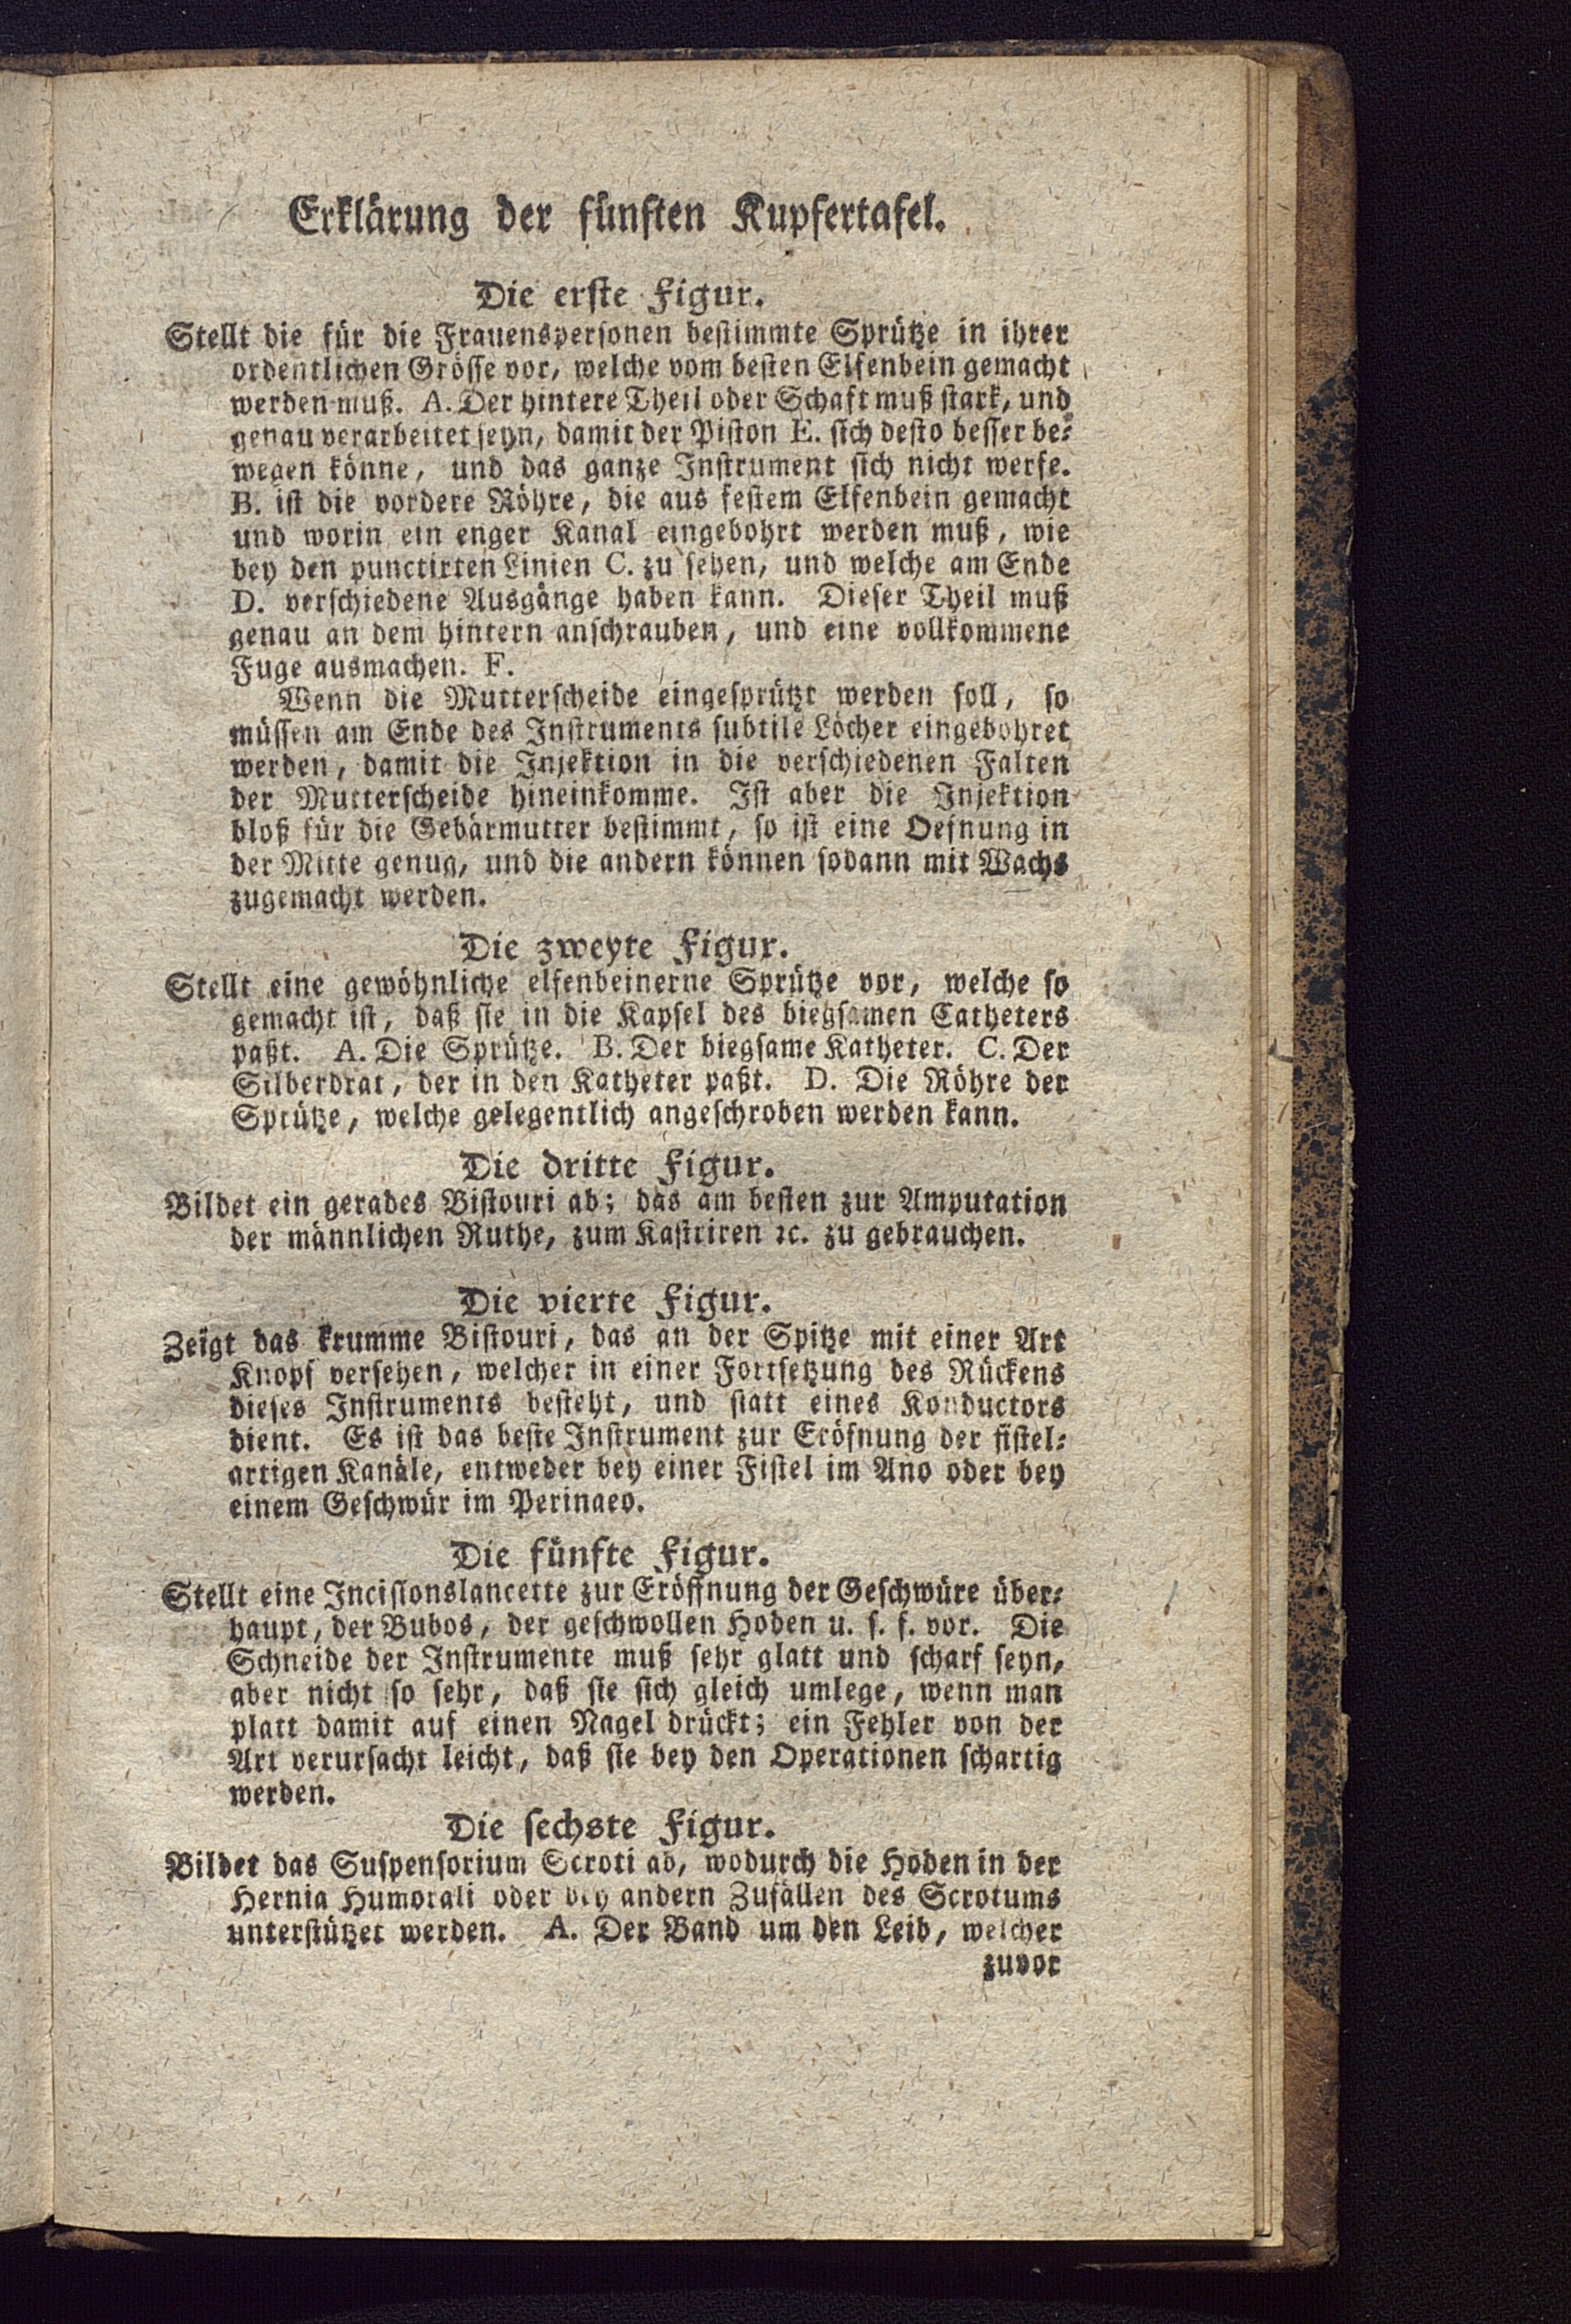 Erklärung der fünften Kupfertafel.
Die erste Figur.
Stellt die für die Frauenspersonen bestimmte Sprütze in ihrer
ordentlichen Grösse vor, welche vom besten Elfenbein gemacht
werden muß. A. Der hintere Theil oder Schaft muß stark, und
genau verarbeitet seyn, damit der Piston E. sich desto besser be-
wegen könne, und das ganze Instrument sich nicht werfe.
B. ist die vordere Röhre, die aus festem Elfenbein gemacht
und worin ein enger Kanal eingebohrt werden muß, wie
bey den punctirten Linien C. zu sehen, und welche am Ende
D. verschiedene Ausgänge haben kann. Dieser Theil muß
genau an dem hintern anschrauben, und eine vollkommene
Fuge ausmachen. F.
Wenn die Mutterscheide eingesprützt werden soll, so
müssen am Ende des Instruments subtile Löcher eingebohret
werden, damit die Injektion in die verschiedenen Falten
der Mutterscheide hineinkomme. Ist aber die Injektion
bloß für die Gebärmutter bestimmt, so ist eine Oefnung in
der Mitte genug, und die andern können sodann mit Wachs
zugemacht werden.
Die zweyte Figur.
Stellt eine gewöhnliche elfenbeinerne Sprütze vor, welche so
gemacht ist, daß sie in die Kapsel des biegsamen Catheters
paßt. A. Die Sprütze. B. Der biegsame Katheter. C. Der
Silberdrat, der in den Katheter paßt. D. Die Röhre der
Sprütze, welche gelegentlich angeschroben werden kann.
Die dritte Figur.
Bildet ein gerades Bistouri ab; das am besten zur Amputation
der männlichen Ruthe, zum Kastriren ꝛc. zu gebrauchen.
Die vierte Figur.
Zeigt das krumme Bistouri, das an der Spitze mit einer Art
Knopf versehen, welcher in einer Fortsetzung des Rückens
dieses Instruments besteht, und statt eines Konductors
dient. Es ist das beste Instrument zur Eröfnung der fistel-
artigen Kanäle, entweder bey einer Fistel im Ano oder bey
einem Geschwür im Perinaeo.
Die fünfte Figur.
Stellt eine Incisionslancette zur Eröffnung der Geschwüre über-
haupt, der Bubos, der geschwollen Hoden u. s. f. vor. Die
Schneide der Instrumente muß sehr glatt und scharf seyn,
aber nicht so sehr, daß sie sich gleich umlege, wenn man
platt damit auf einen Nagel drückt; ein Fehler von der
Art verursacht leicht, daß sie bey den Operationen schartig
werden.
Die sechste Figur.
Bildet das Suspensorium Scroti ab, wodurch die Hoden in der
Hernia Humorali oder bey andern Zufällen des Scrotums
unterstützet werden. A. Der Band um den Leib, welcher
zuvor